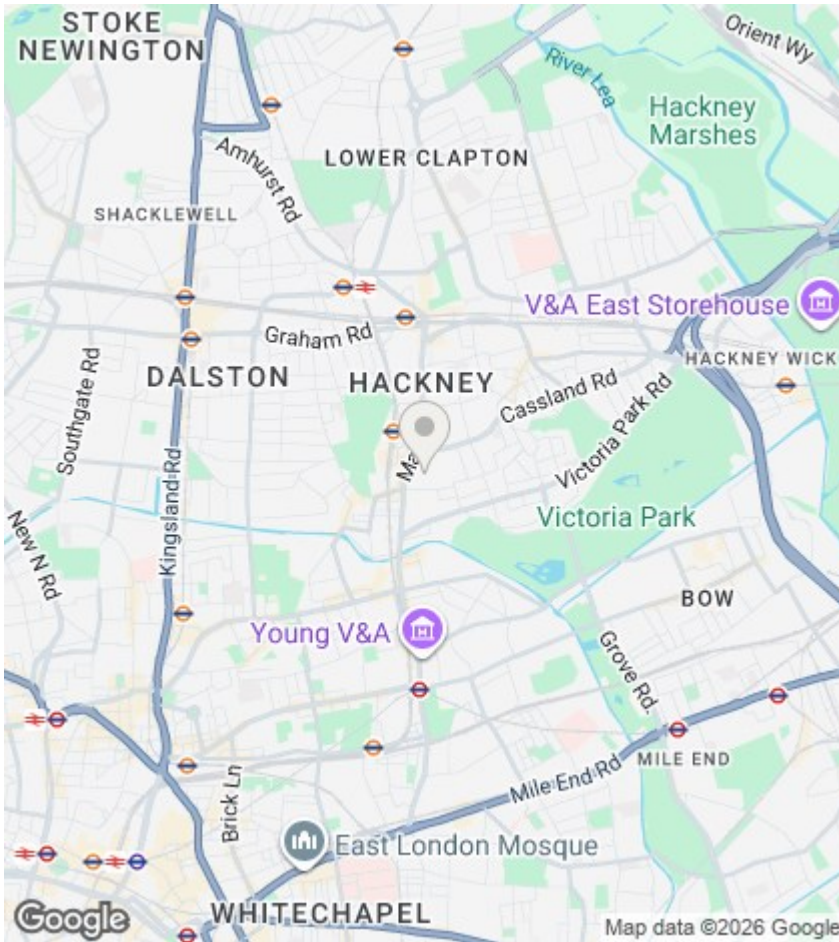 STOKE
NEWINGTON
Orient Wy
River Lea
Hackney
Marshes
Amhurst Rd
LOWER CLAPTON
SHACKLEWELL
V&A East Storehouse
Graham Rd
HACKNEY WICK
DALSTON
HACKNEY
Cassland Rd
Southgate Rd
Victoria Park Rd
Ma
Kingsland Rd
Victoria Park
New N Rd
BOW
Young V&A
Grove Rd.
MILE END
Mile End Rd
Brick Ln
East London Mosque
WHITECHAPEL
Google
Map data ©2026 Google